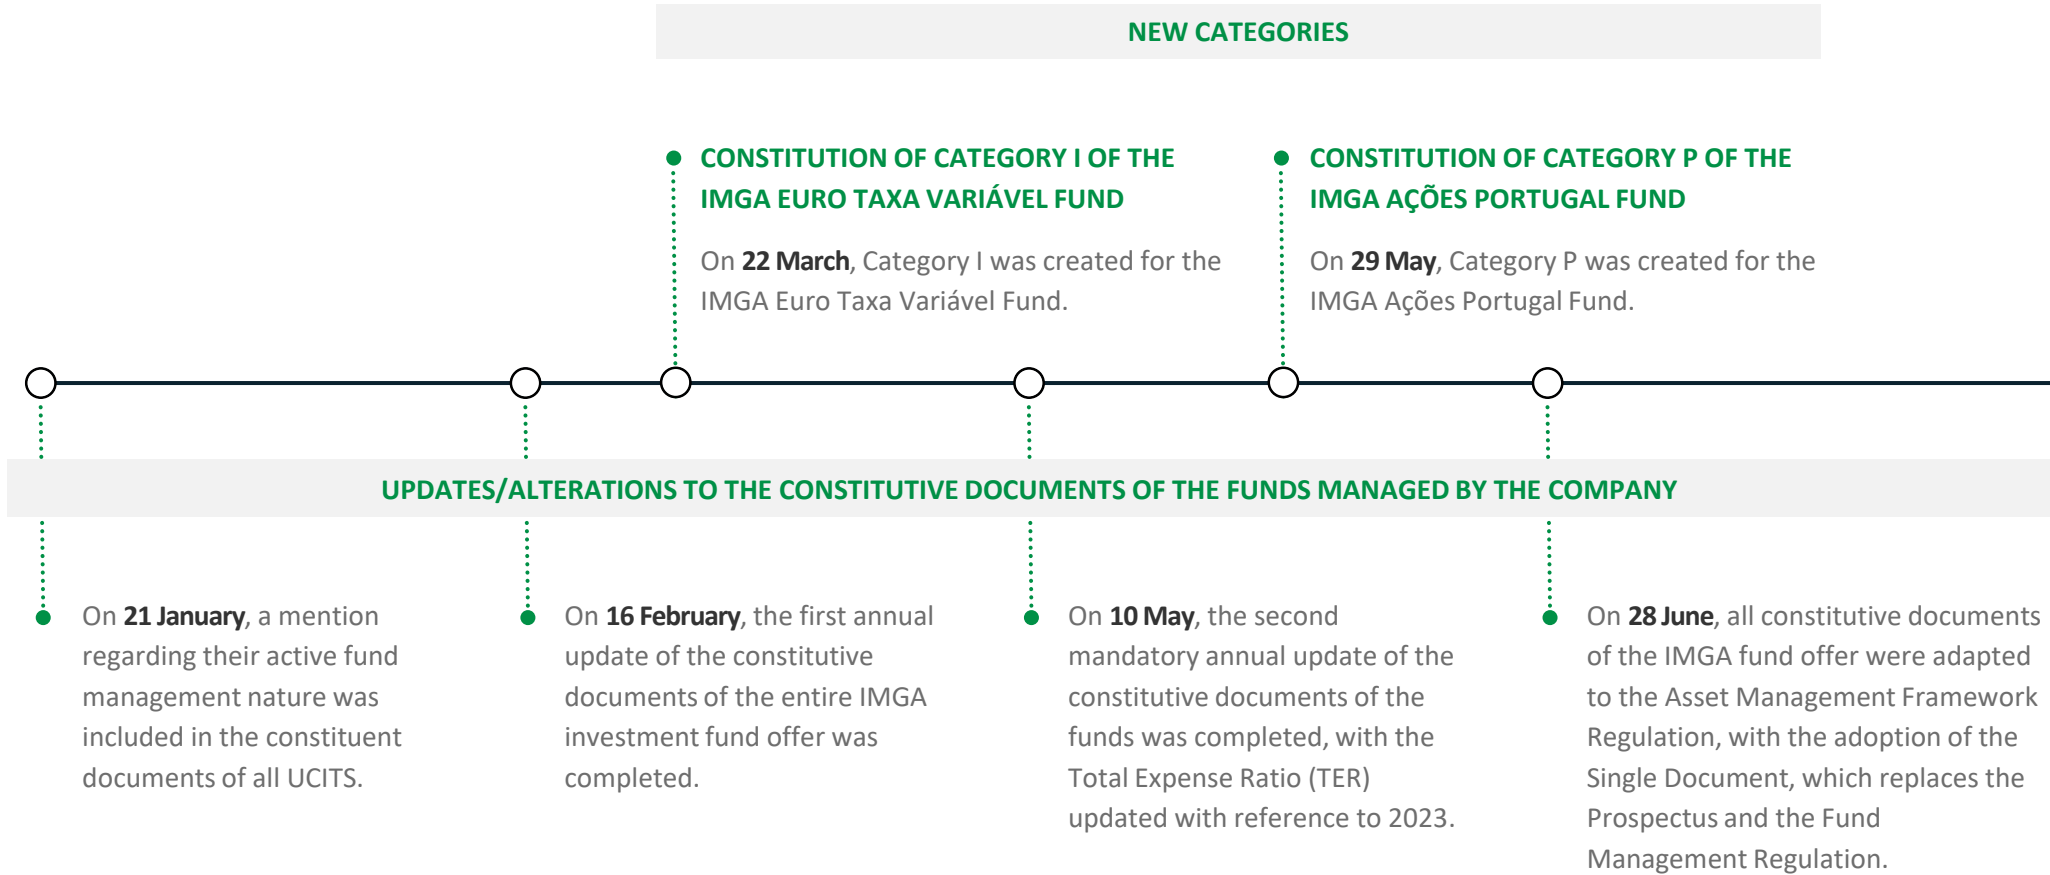 NEW CATEGORIES
CONSTITUTION OF CATEGORY I OF THE
IMGA EURO TAXA VARIÁVEL FUND
On 22 March, Category I was created for the
IMGA Euro Taxa Variável Fund.
CONSTITUTION OF CATEGORY P OF THE
IMGA AÇÕES PORTUGAL FUND
On 29 May, Category P was created for the
IMGA Ações Portugal Fund.
UPDATES/ALTERATIONS TO THE CONSTITUTIVE DOCUMENTS OF THE FUNDS MANAGED BY THE COMPANY
On 21 January, a mention
regarding their active fund
management nature was
included in the constituent
documents of all UCITS.
On 16 February, the first annual
update of the constitutive
documents of the entire IMGA
investment fund offer was
completed.
On 10 May, the second
mandatory annual update of the
constitutive documents of the
funds was completed, with the
Total Expense Ratio (TER)
updated with reference to 2023.
On 28 June, all constitutive documents
of the IMGA fund offer were adapted
to the Asset Management Framework
Regulation, with the adoption of the
Single Document, which replaces the
Prospectus and the Fund
Management Regulation.